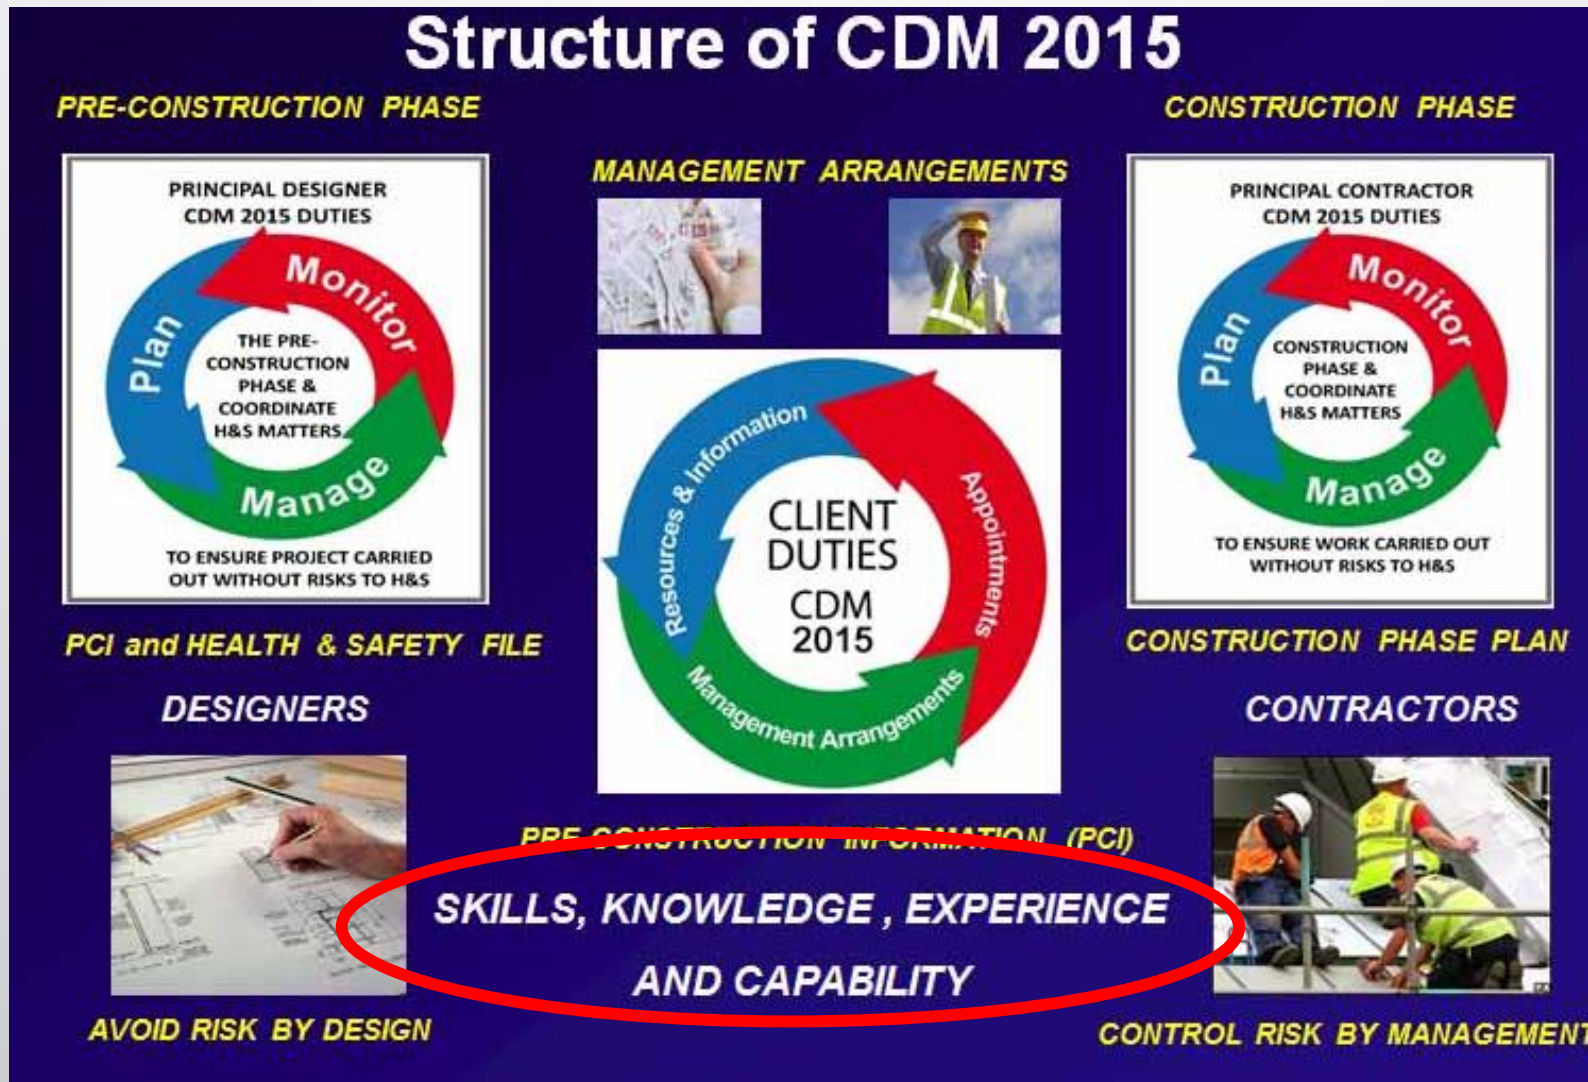 Structure of CDM 2015
PRE-CONSTRUCTION PHASE
PRINCIPAL DESIGNER
CDM 2015 DUTIES
Plan
Monitor
Manage
THE PRE-
CONSTRUCTION
PHASE &
COORDINATE
H&S MATTERS
TO ENSURE PROJECT CARRIED
OUT WITHOUT RISKS TO H&S
PCI and HEALTH & SAFETY FILE
DESIGNERS
AVOID RISK BY DESIGN
MANAGEMENT ARRANGEMENTS
Resources & Information
Appointments
Management Arrangements
CLIENT
DUTIES
CDM
2015
PRE-CONSTRUCTION INFORMATION (PCI)
SKILLS, KNOWLEDGE , EXPERIENCE
AND CAPABILITY
CONSTRUCTION PHASE
PRINCIPAL CONTRACTOR
CDM 2015 DUTIES
Plan
Monitor
Manage
CONSTRUCTION
PHASE &
COORDINATE
H&S MATTERS
TO ENSURE WORK CARRIED OUT
WITHOUT RISKS TO H&S
CONSTRUCTION PHASE PLAN
CONTRACTORS
CONTROL RISK BY MANAGEMENT